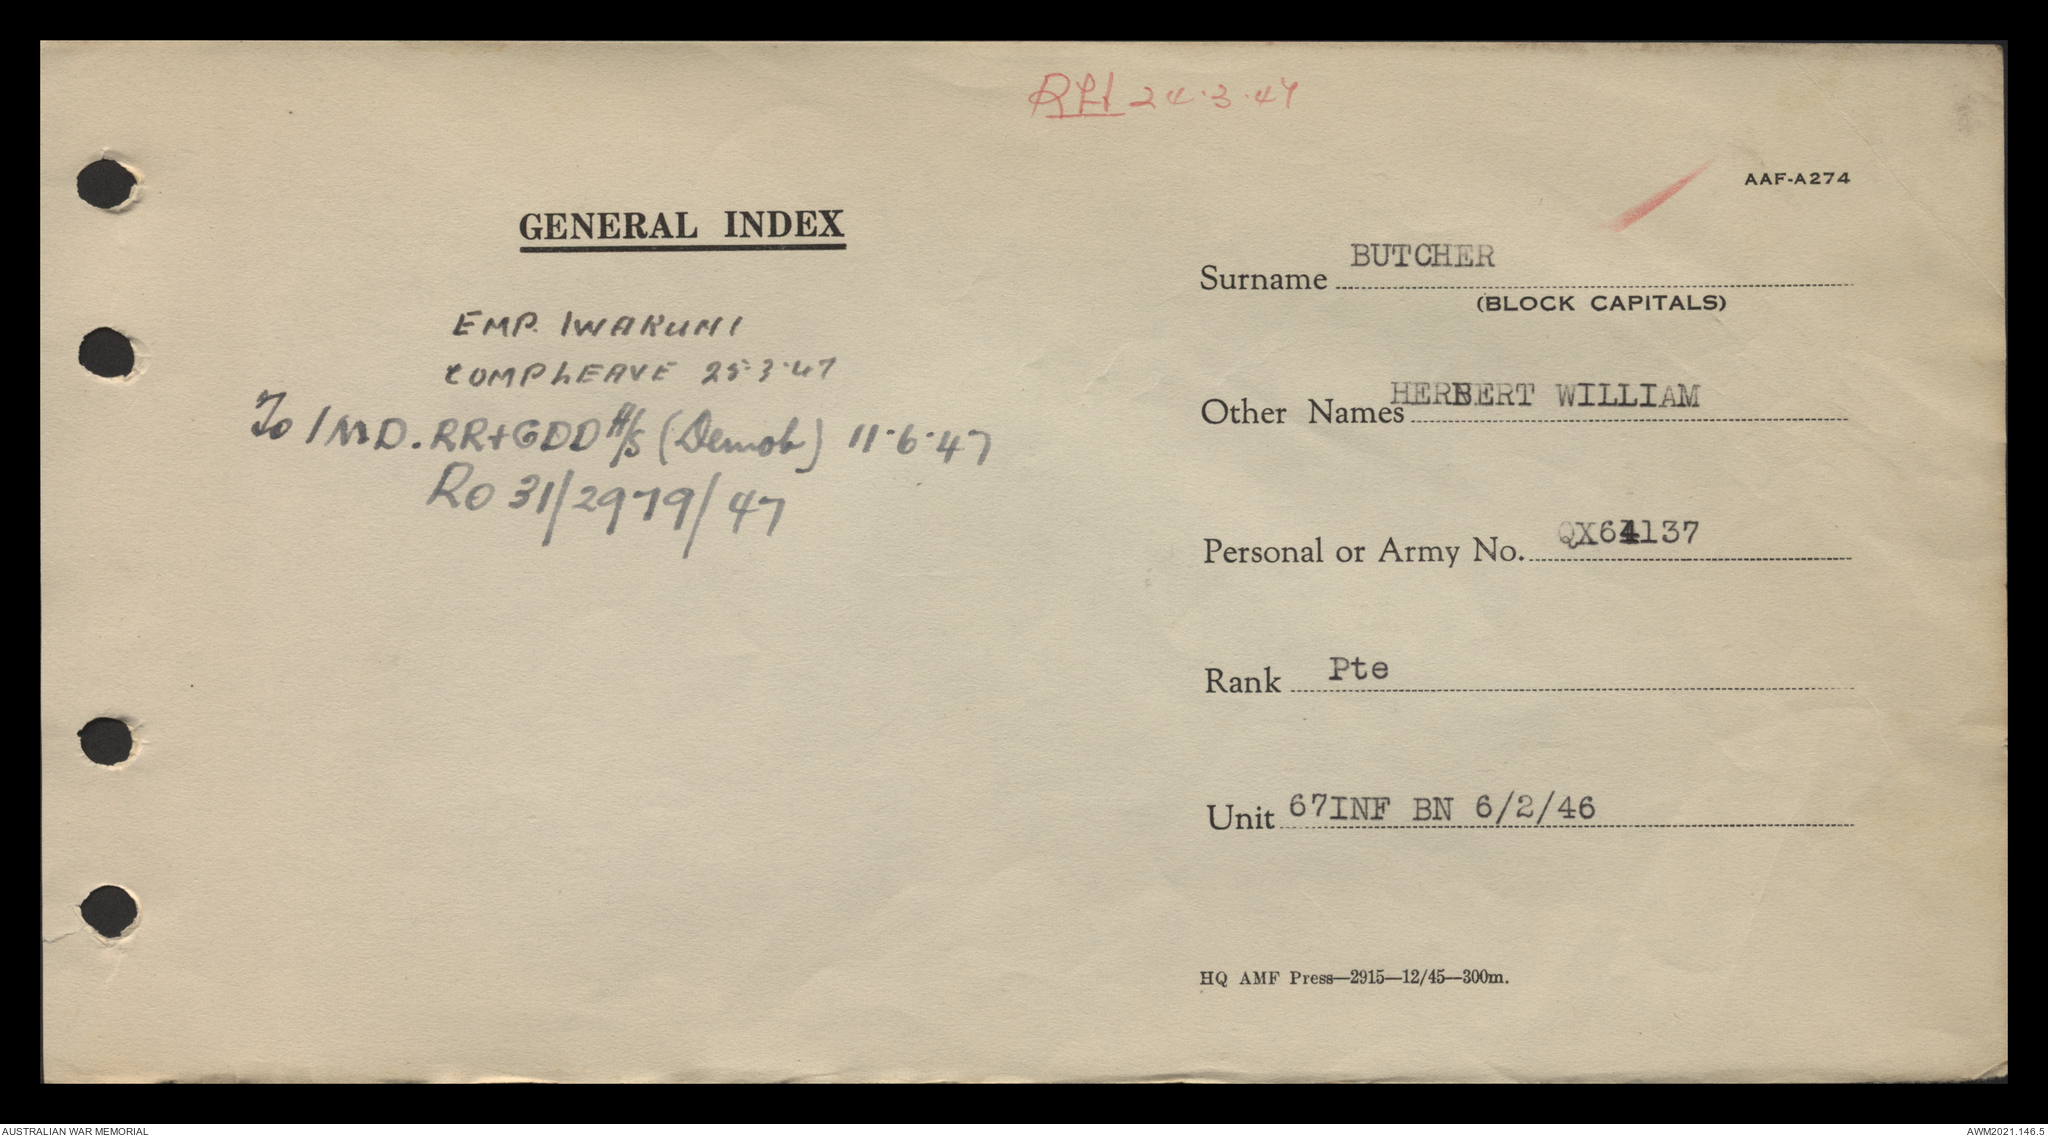 RHI 24.3.47
AAF-A274
GENERAL INDEX
Surname BUTCHER
(BLOCK CAPITALS)
EMP. IWAKUNI
COMPLEAVE 25.3.47
To 1 MD. RR+GDD A/S (Demob) 11.6.47
Ro 31/2979/47
Other Names HERBERT WILLIAM
Personal or Army No. QX64137
Rank Pte
Unit 67INF BN 6/2/46
HQ AMF Press—2915—12/45—300m.
AUSTRALIAN WAR MEMORIAL
AWM2021.146.5